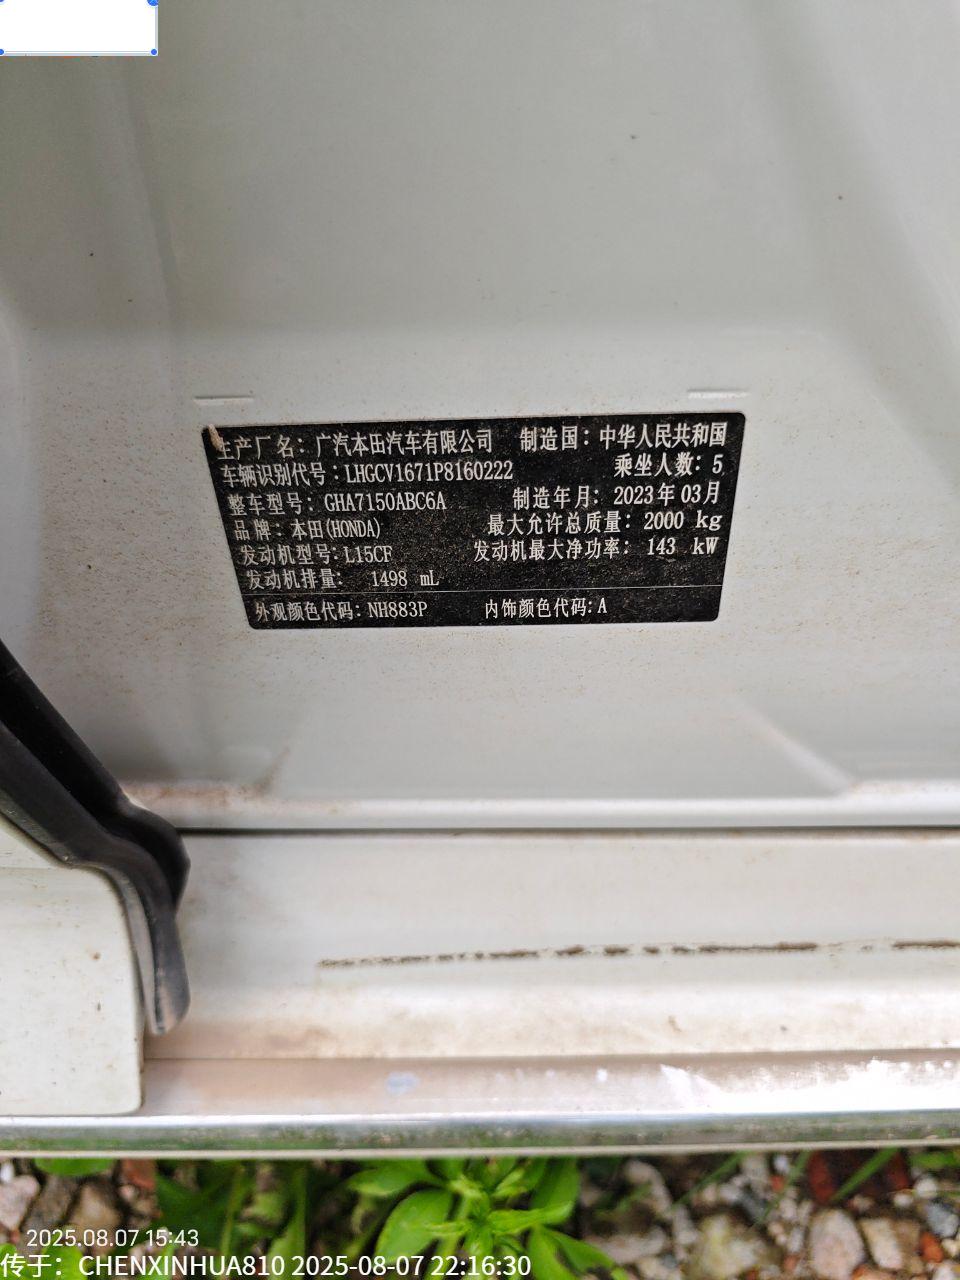 生产厂名：广汽本田汽车有限公司 制造国：中华人民共和国
车辆识别代号：LHGCV1671P8160222 乘坐人数：5
整车型号：GHA7150ABC6A 制造年月：2023年03月
品牌：本田(HONDA) 最大允许总质量：2000 kg
发动机型号：L15CF 发动机最大净功率：143 kW
发动机排量： 1498 mL
外观颜色代码：NH883P 内饰颜色代码：A
2025.08.07 15:43
传于：CHENXINHUA810 2025-08-07 22:16:30